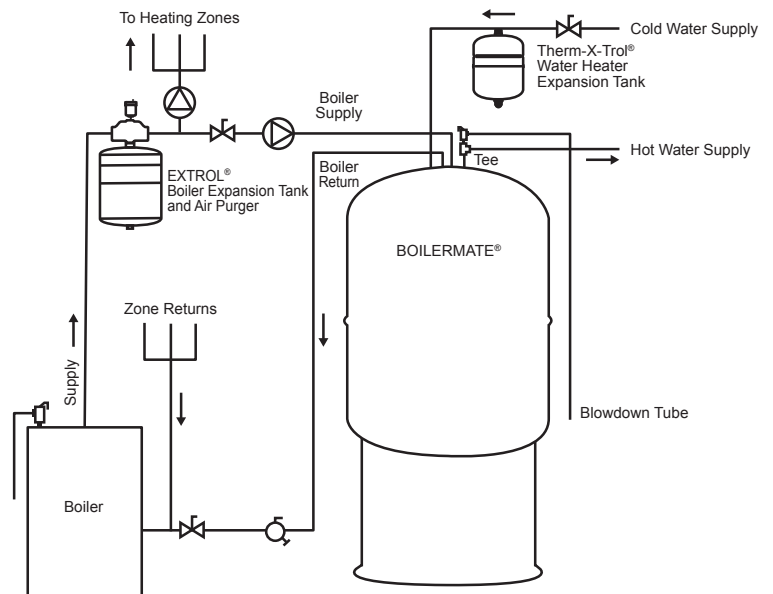 To Heating Zones
Cold Water Supply
Therm-X-Trol®
Water Heater
Expansion Tank
Boiler
Supply
Hot Water Supply
Boiler
Return
Tee
EXTROL®
Boiler Expansion Tank
and Air Purger
BOILERMATE®
Zone Returns
Supply
Blowdown Tube
Boiler